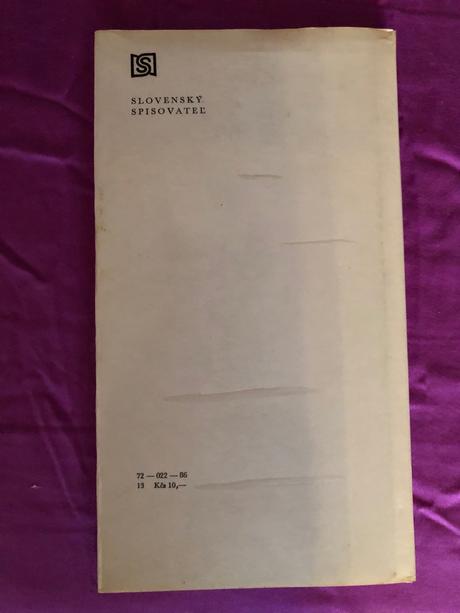 S
SLOVENSKÝ
SPISOVATEĽ
72 — 022 — 86
13 Kčs 10,—